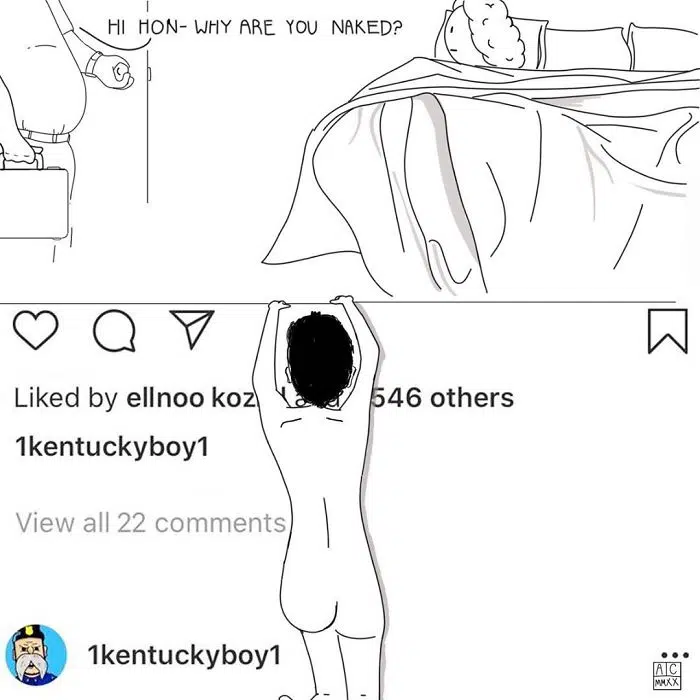 HI HON- WHY ARE YOU NAKED?
Liked by ellnoo koz 546 others
1kentuckyboy1
View all 22 comments
1kentuckyboy1
A C
MMXX